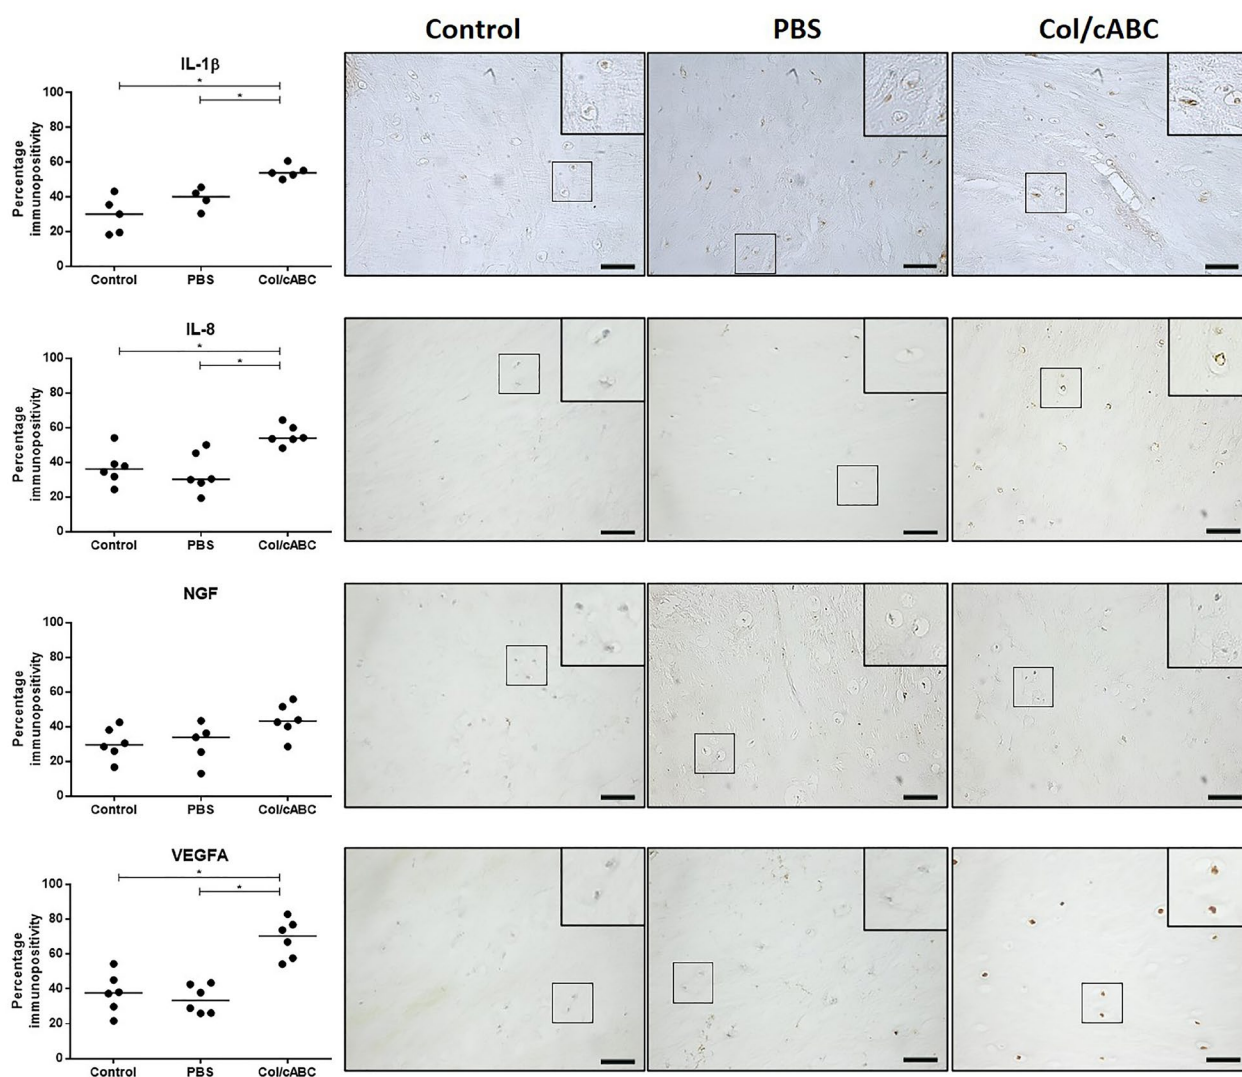 Control PBS Col/cABC
IL-1β
*
*
Percentage
immunopositivity
100
80
60
40
20
0
Control PBS Col/cABC
IL-8
*
*
Percentage
immunopositivity
100
80
60
40
20
0
Control PBS Col/cABC
NGF
Percentage
immunopositivity
100
80
60
40
20
0
Control PBS Col/cABC
VEGFA
*
*
Percentage
immunopositivity
100
80
60
40
20
0
Control PBS Col/cABC